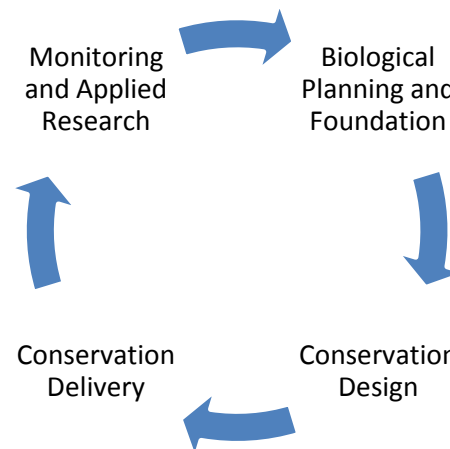 Monitoring
and Applied
Research
Biological
Planning and
Foundation
Conservation
Delivery
Conservation
Design